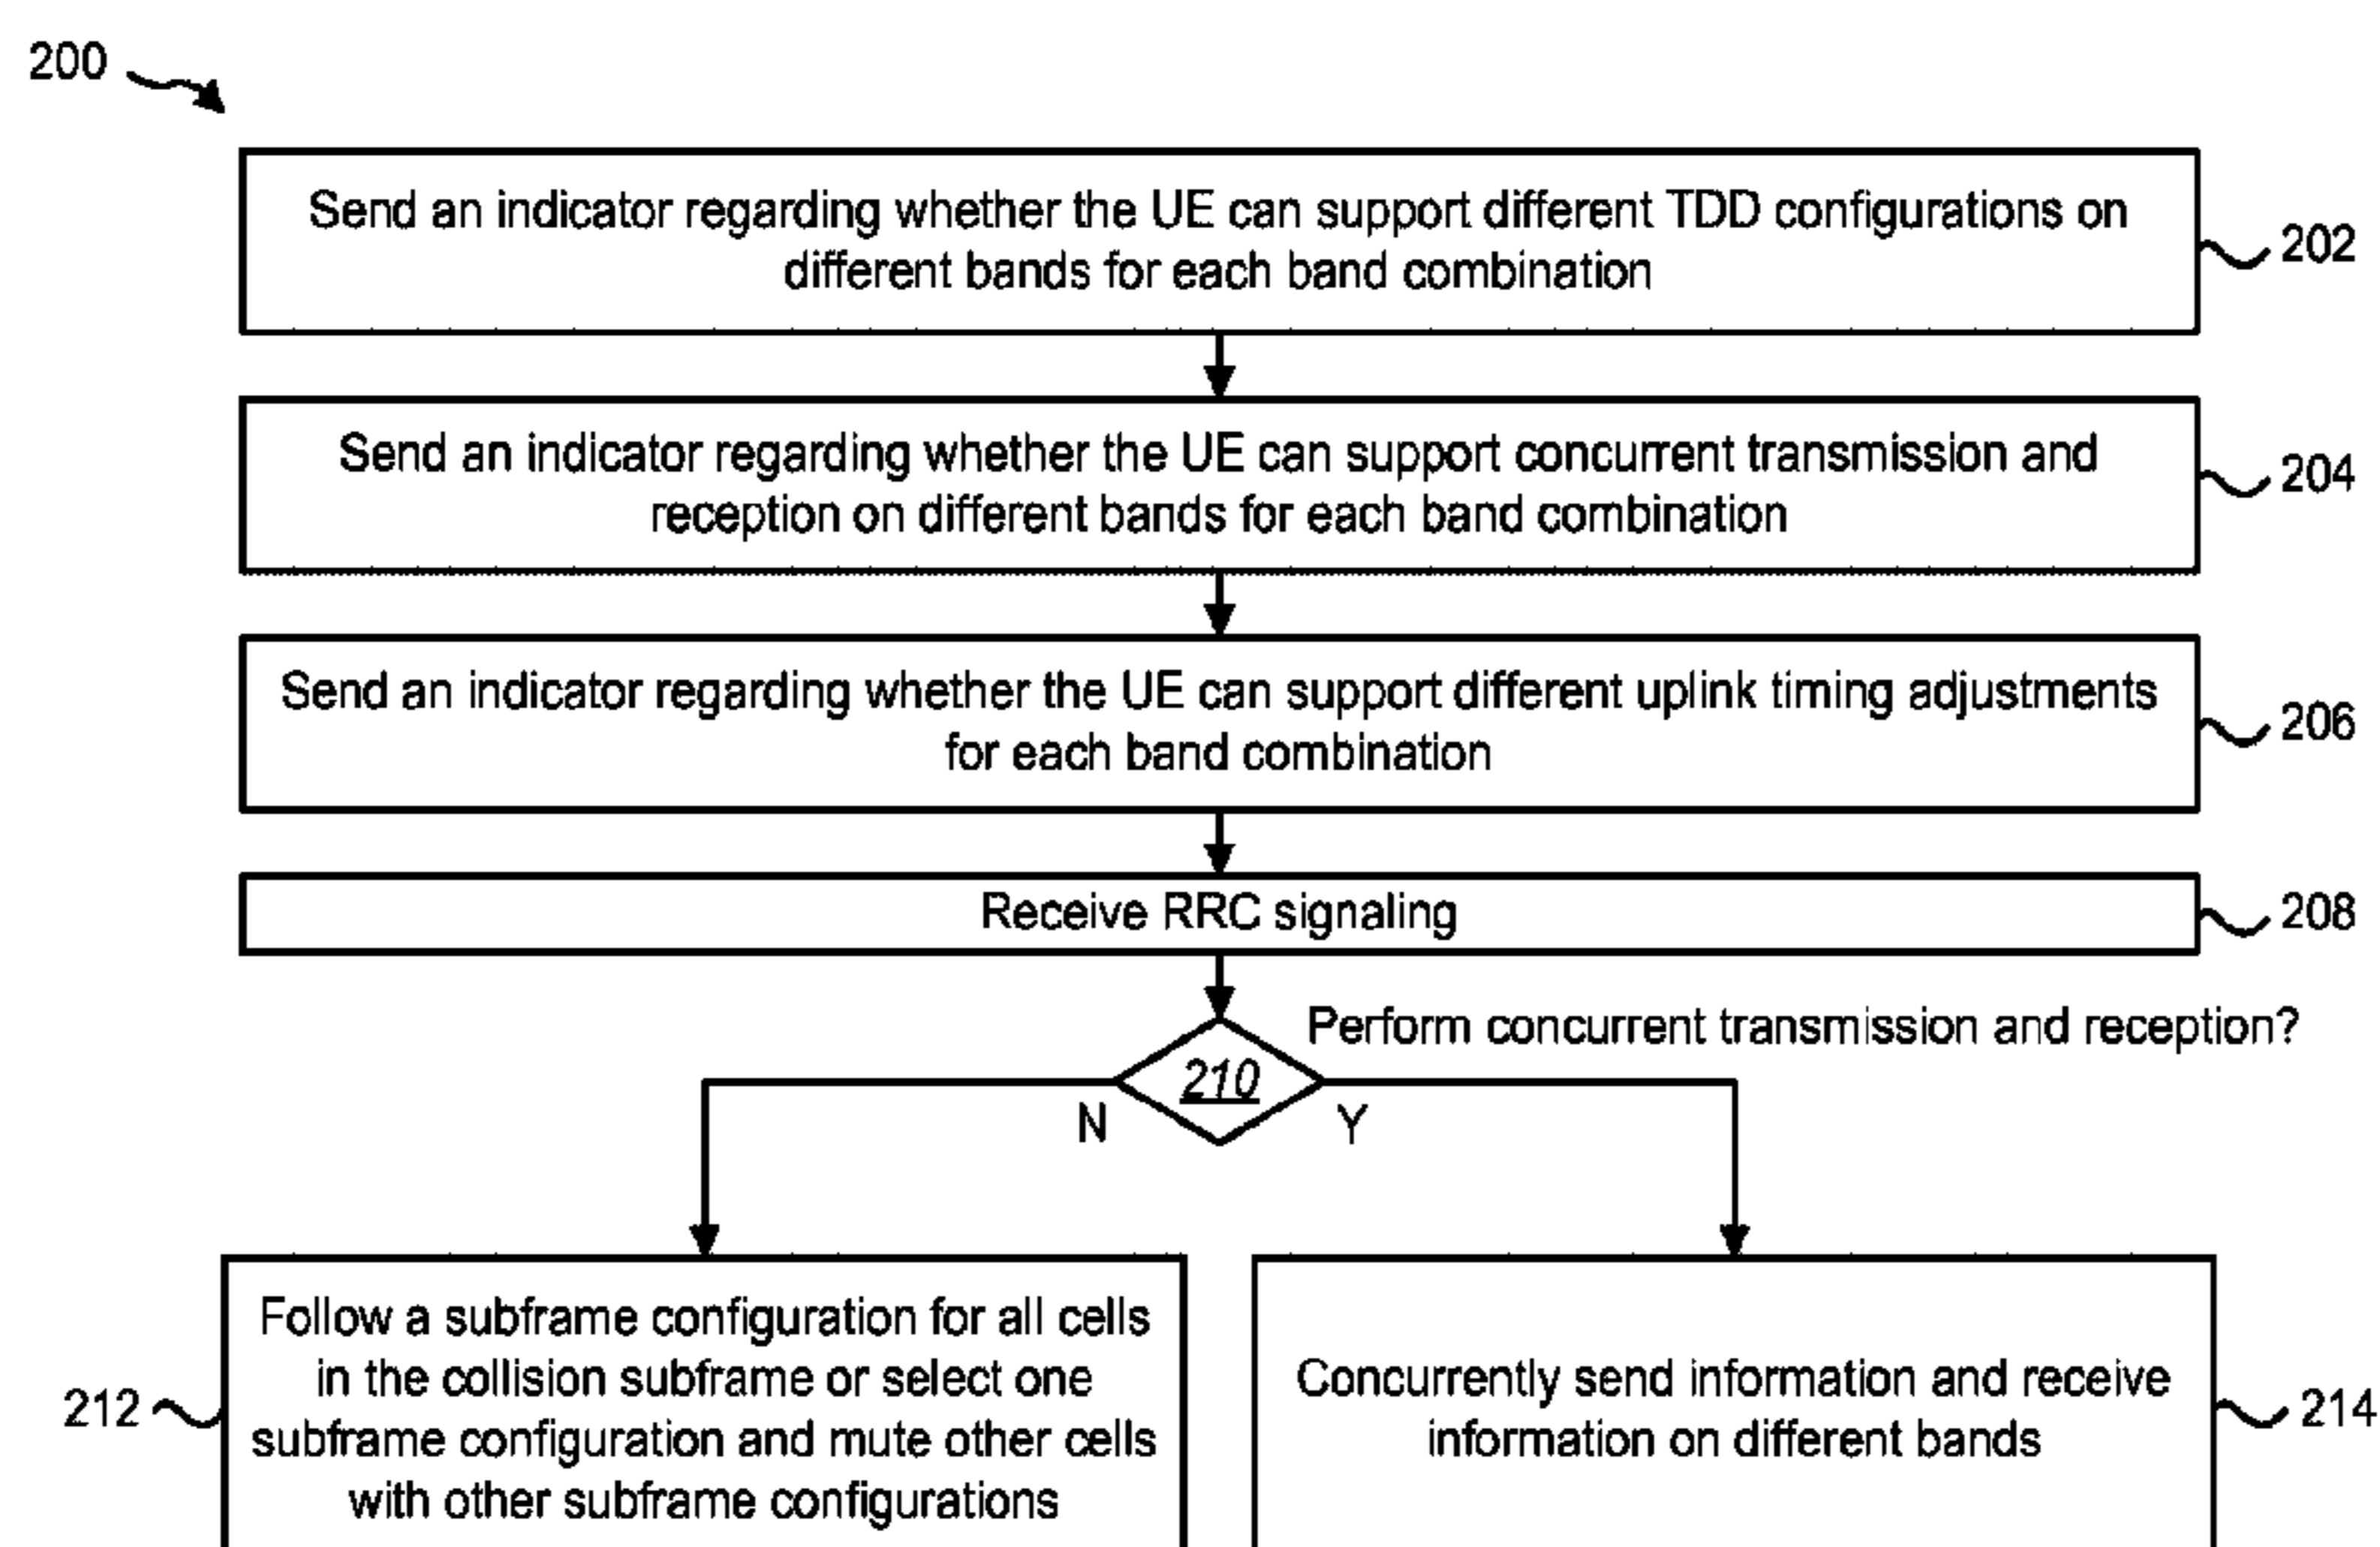 200
Send an indicator regarding whether the UE can support different TDD configurations on
different bands for each band combination
202
Send an indicator regarding whether the UE can support concurrent transmission and
reception on different bands for each band combination
204
Send an indicator regarding whether the UE can support different uplink timing adjustments
for each band combination
206
Receive RRC signaling
208
Perform concurrent transmission and reception?
210
N
Y
Follow a subframe configuration for all cells
in the collision subframe or select one
subframe configuration and mute other cells
with other subframe configurations
212
Concurrently send information and receive
information on different bands
214